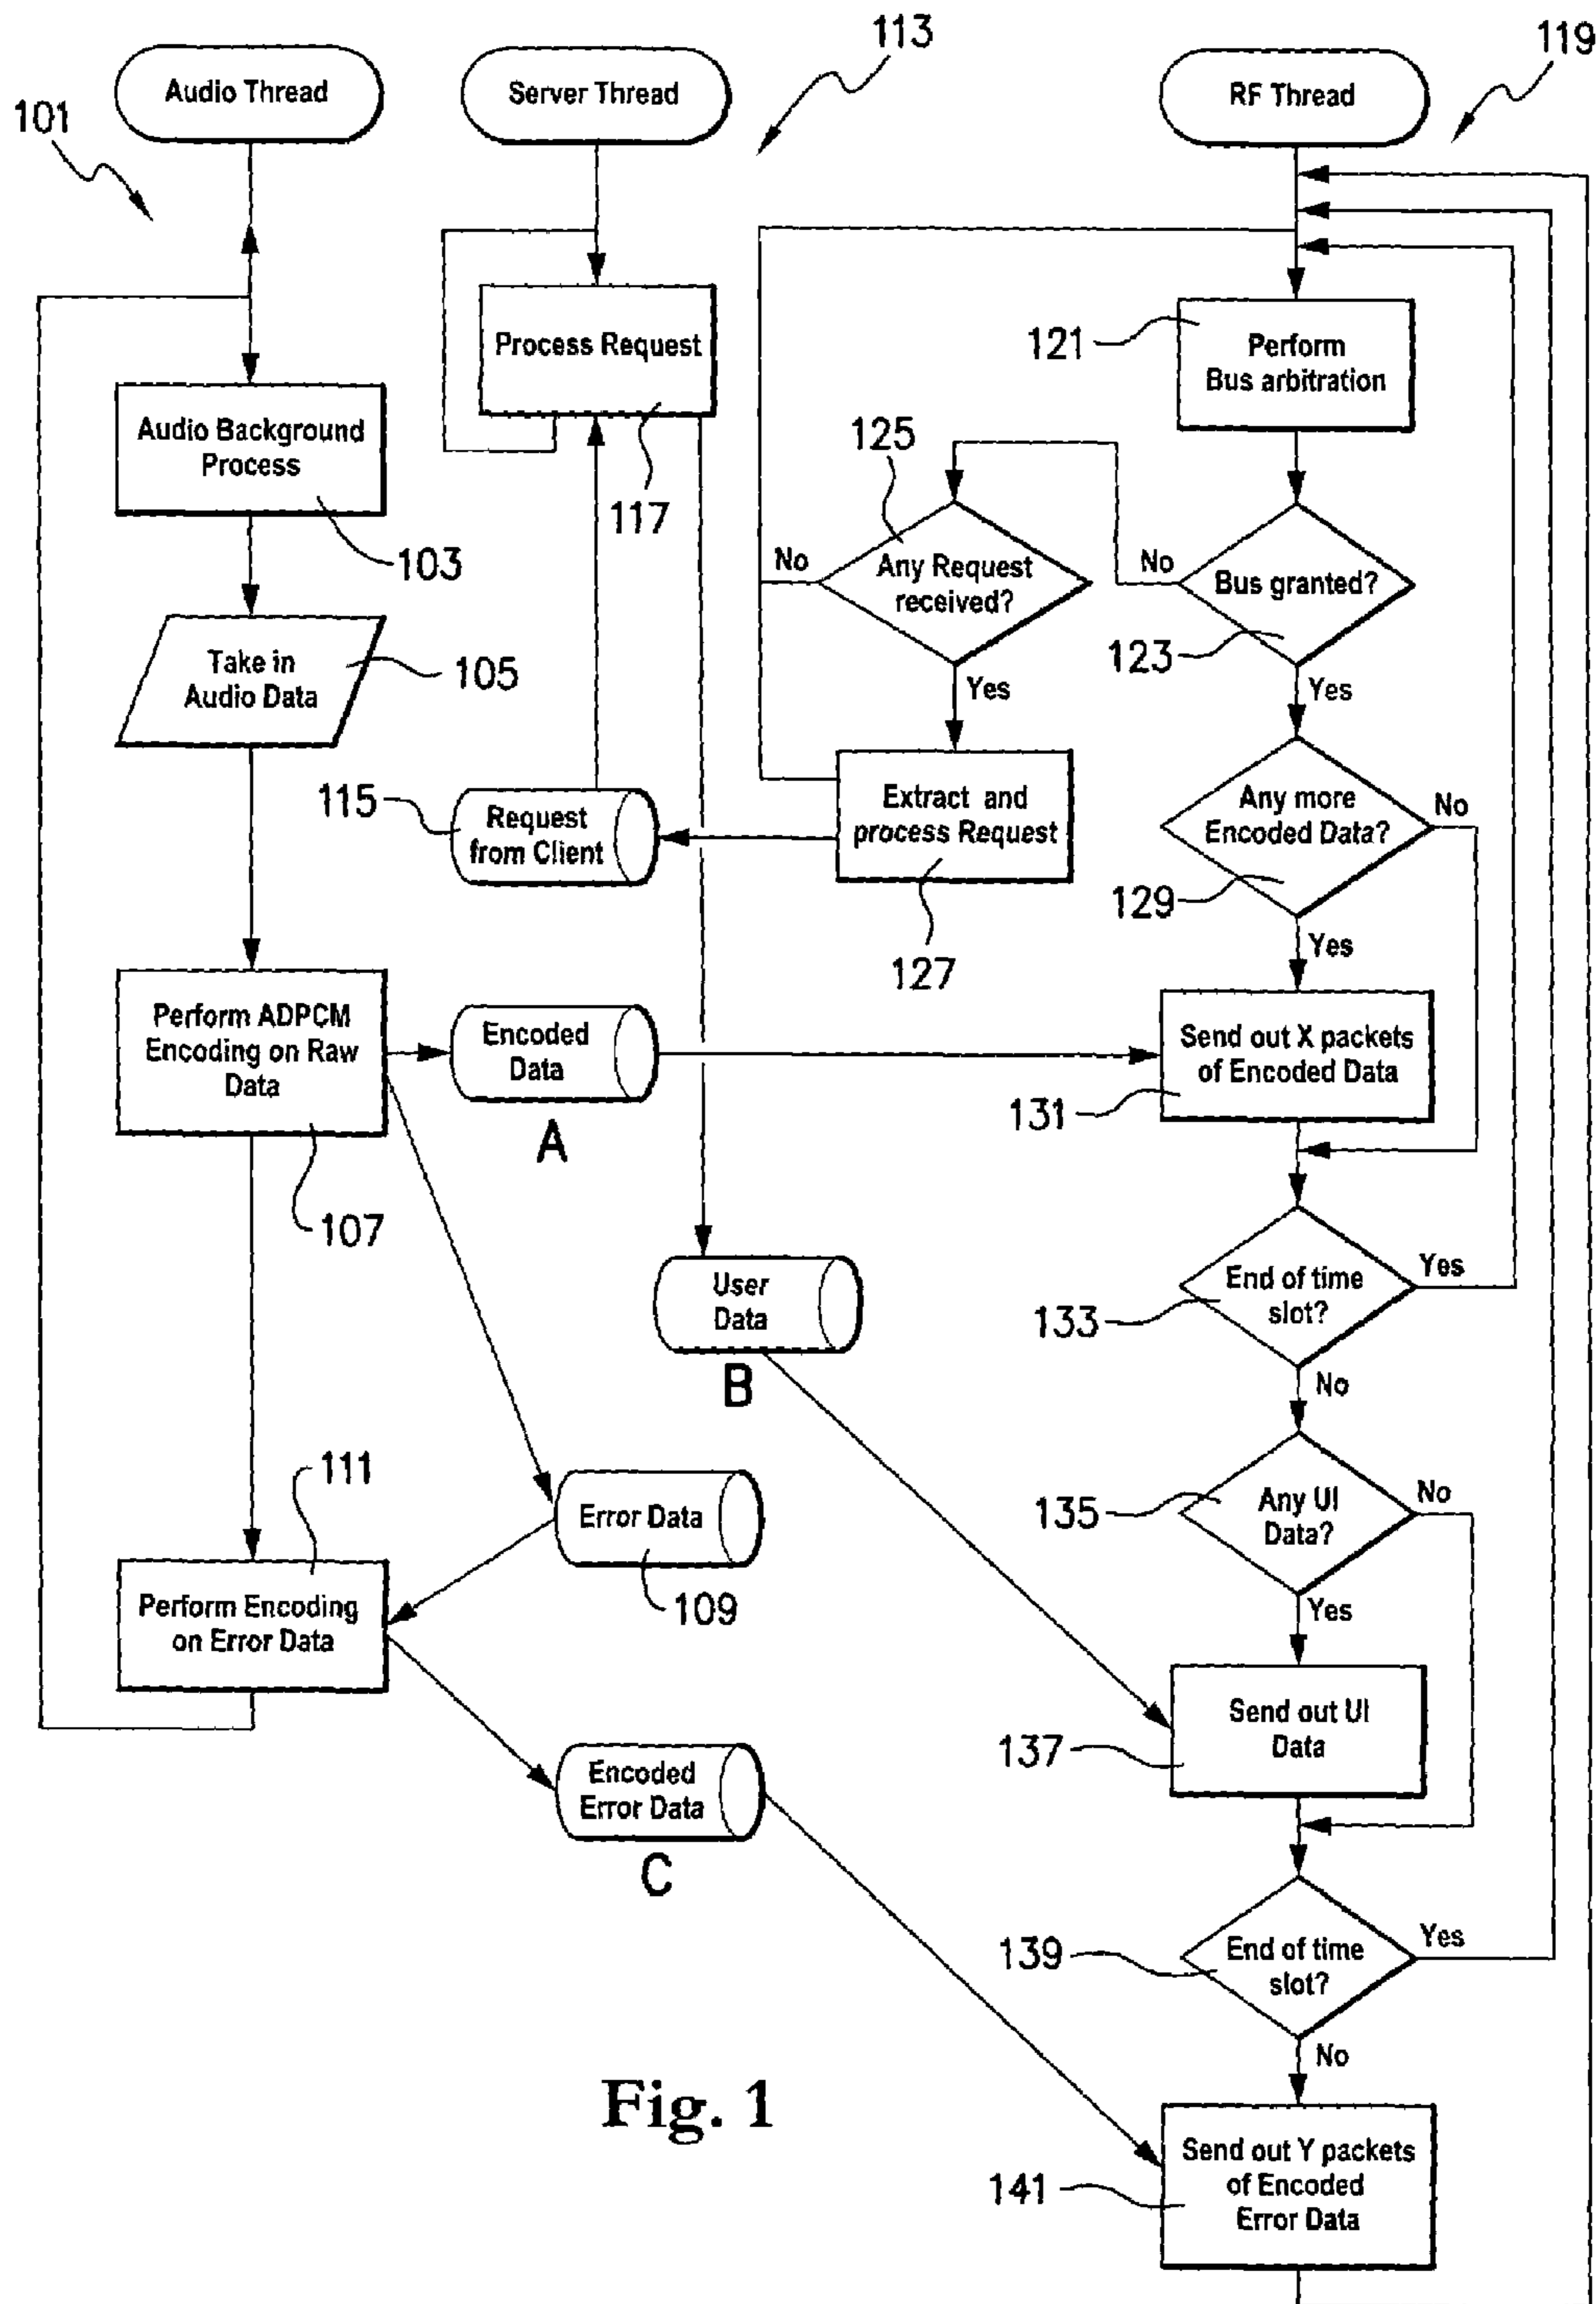 113
119
Audio Thread
Server Thread
RF Thread
101
Process Request
121
Perform
Bus arbitration
Audio Background
Process
125
117
103
No
Any Request
received?
No
Bus granted?
123
Yes
Yes
Take in
Audio Data
105
115
Request
from Client
Extract and
process Request
Any more
Encoded Data?
No
129
127
Yes
Perform ADPCM
Encoding on Raw
Data
Encoded
Data
A
Send out X packets
of Encoded Data
131
107
User
Data
B
End of time
slot?
Yes
133
No
111
Error Data
109
135
Any UI
Data?
No
Yes
Perform Encoding
on Error Data
Send out UI
Data
137
Encoded
Error Data
C
139
End of time
slot?
Yes
No
Fig. 1
Send out Y packets
of Encoded
Error Data
141